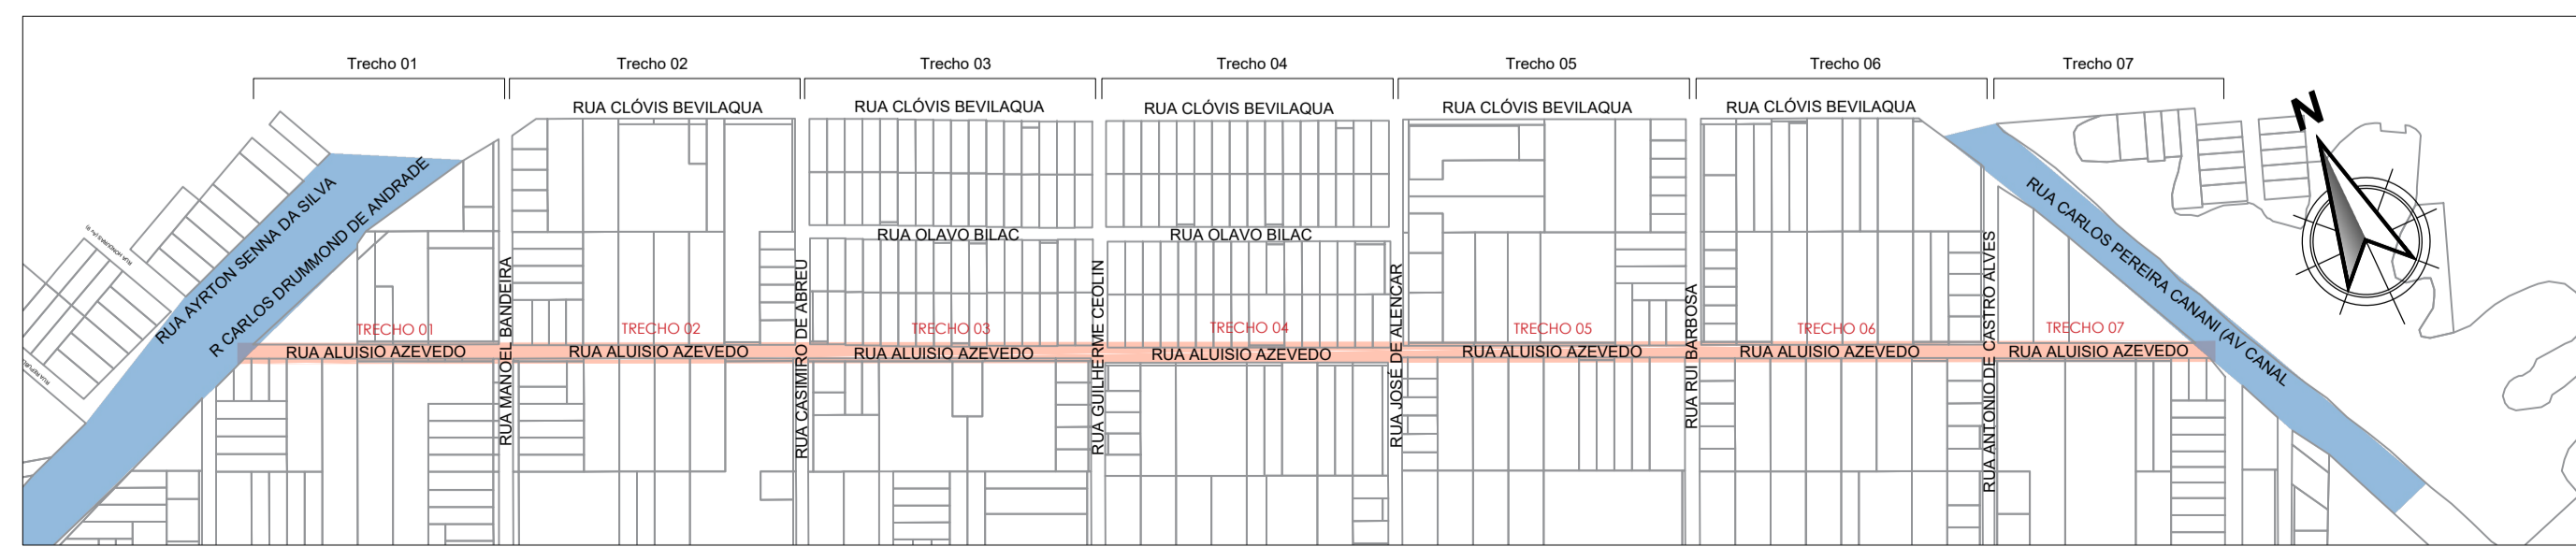 Trecho 01
Trecho 02
Trecho 03
Trecho 04
Trecho 05
Trecho 06
Trecho 07
RUA CLÓVIS BEVILAQUA
RUA CLÓVIS BEVILAQUA
RUA CLÓVIS BEVILAQUA
RUA CLÓVIS BEVILAQUA
RUA CLÓVIS BEVILAQUA
N
RUA AYRTON SENNA DA SILVA
R CARLOS DRUMMOND DE ANDRADE
RUA OLAVO BILAC
RUA OLAVO BILAC
RUA MANOEL BANDEIRA
RUA CASIMIRO DE ABREU
RUA GUILHERME CEOLIN
RUA JOSÉ DE ALENCAR
RUA RUI BARBOSA
RUA ANTONIO DE CASTRO ALVES
RUA CARLOS PEREIRA CANANI (AV CANAL
TRECHO 01
TRECHO 02
TRECHO 03
TRECHO 04
TRECHO 05
TRECHO 06
TRECHO 07
RUA ALUISIO AZEVEDO
RUA ALUISIO AZEVEDO
RUA ALUISIO AZEVEDO
RUA ALUISIO AZEVEDO
RUA ALUISIO AZEVEDO
RUA ALUISIO AZEVEDO
RUA ALUISIO AZEVEDO